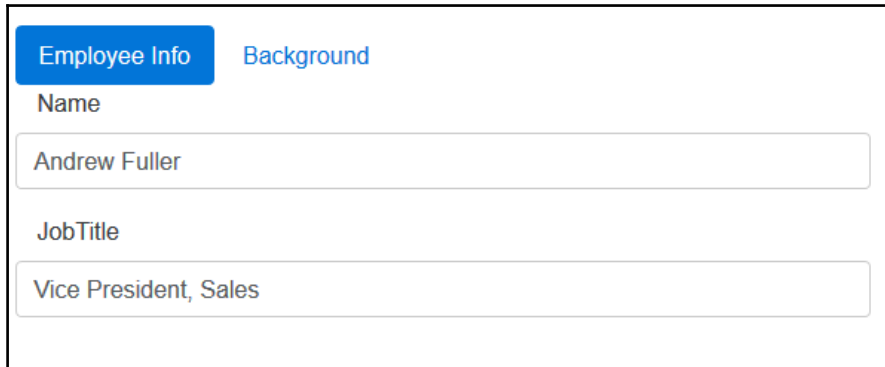 Employee Info Background
Name
Andrew Fuller
JobTitle
Vice President, Sales